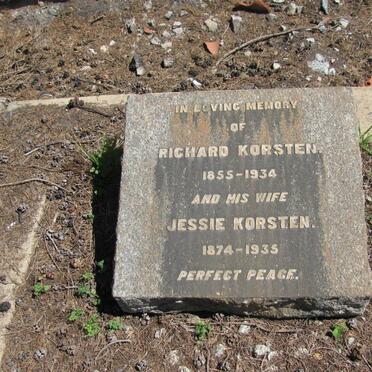 IN LOVING MEMORY
OF
RICHARD KORSTEN.
1855-1934
AND HIS WIFE
JESSIE KORSTEN.
1874-1935
PERFECT PEACE.